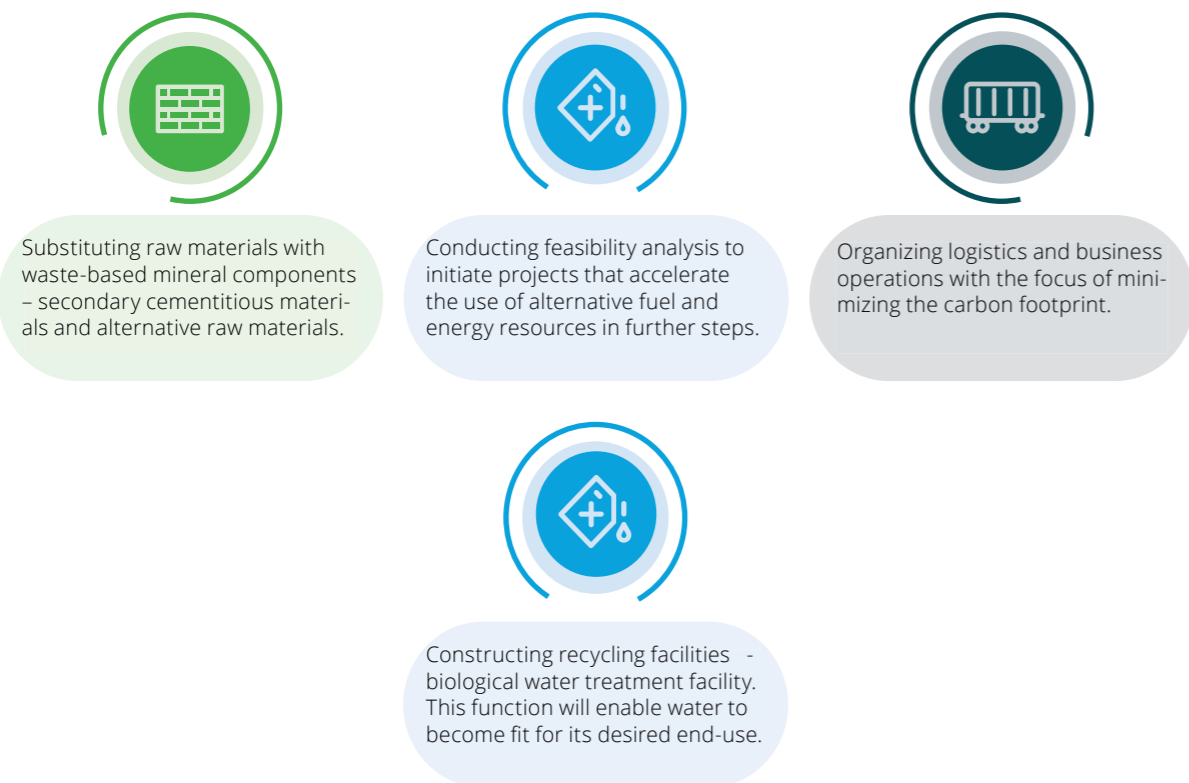 Substituting raw materials with
waste-based mineral components
– secondary cementitious materi-
als and alternative raw materials.
Conducting feasibility analysis to
initiate projects that accelerate
the use of alternative fuel and
energy resources in further steps.
Organizing logistics and business
operations with the focus of mini-
mizing the carbon footprint.
Constructing recycling facilities -
biological water treatment facility.
This function will enable water to
become fit for its desired end-use.